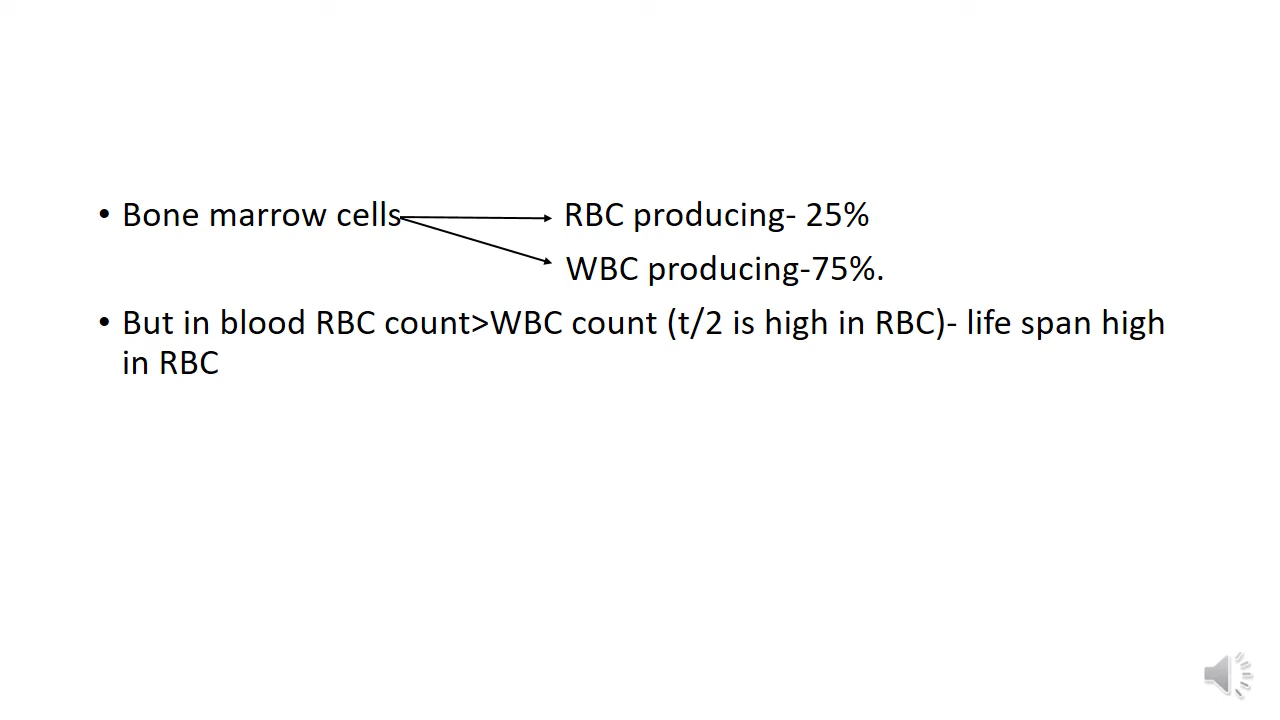 • Bone marrow cells RBC producing- 25%
WBC producing-75%.
• But in blood RBC count>WBC count (t/2 is high in RBC)- life span high
in RBC